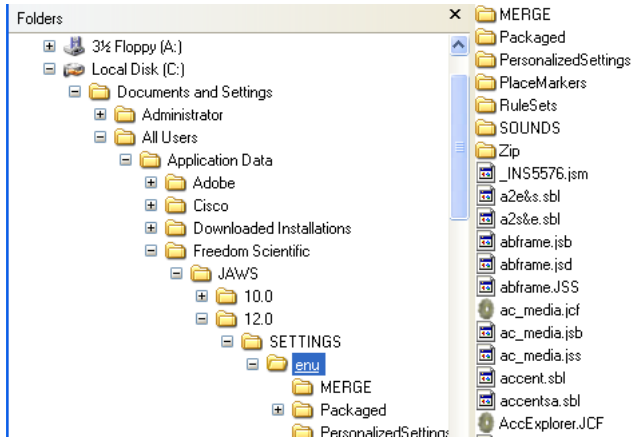 Folders
3½ Floppy (A:)
Local Disk (C:)
Documents and Settings
Administrator
All Users
Application Data
Adobe
Cisco
Downloaded Installations
Freedom Scientific
JAWS
10.0
12.0
SETTINGS
enu
MERGE
Packaged
PersonalizedSettings
MERGE
Packaged
PersonalizedSettings
PlaceMarkers
RuleSets
SOUNDS
Zip
_INS5576.jsm
a2e&s.sbl
a2s&e.sbl
abframe.jsb
abframe.jsd
abframe.JSS
ac_media.jcf
ac_media.jsb
ac_media.jss
accent.sbl
accentsa.sbl
AccExplorer.JCF